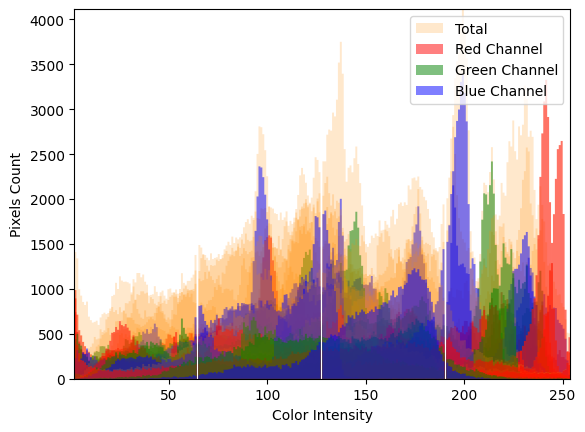 Total
Red Channel
Green Channel
Blue Channel
4000
3500
3000
2500
2000
1500
1000
500
0
Pixels Count
50
100
150
200
250
Color Intensity